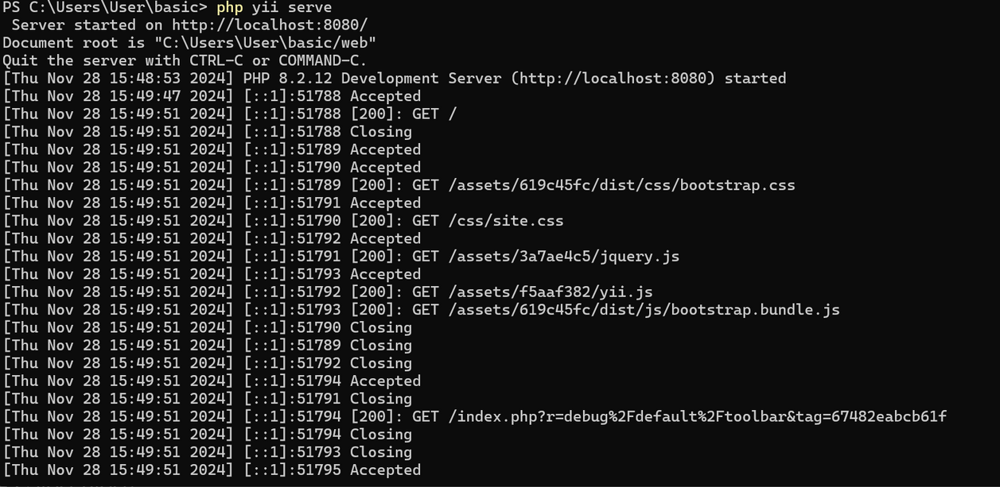 PS C:\Users\User\basic> php yii serve
Server started on http://localhost:8080/
Document root is "C:\Users\User\basic/web"
Quit the server with CTRL-C or COMMAND-C.
[Thu Nov 28 15:48:53 2024] PHP 8.2.12 Development Server (http://localhost:8080) started
[Thu Nov 28 15:49:47 2024] [::1]:51788 Accepted
[Thu Nov 28 15:49:51 2024] [::1]:51788 [200]: GET /
[Thu Nov 28 15:49:51 2024] [::1]:51788 Closing
[Thu Nov 28 15:49:51 2024] [::1]:51789 Accepted
[Thu Nov 28 15:49:51 2024] [::1]:51790 Accepted
[Thu Nov 28 15:49:51 2024] [::1]:51789 [200]: GET /assets/619c45fc/dist/css/bootstrap.css
[Thu Nov 28 15:49:51 2024] [::1]:51791 Accepted
[Thu Nov 28 15:49:51 2024] [::1]:51790 [200]: GET /css/site.css
[Thu Nov 28 15:49:51 2024] [::1]:51792 Accepted
[Thu Nov 28 15:49:51 2024] [::1]:51791 [200]: GET /assets/3a7ae4c5/jquery.js
[Thu Nov 28 15:49:51 2024] [::1]:51793 Accepted
[Thu Nov 28 15:49:51 2024] [::1]:51792 [200]: GET /assets/f5aaf382/yii.js
[Thu Nov 28 15:49:51 2024] [::1]:51793 [200]: GET /assets/619c45fc/dist/js/bootstrap.bundle.js
[Thu Nov 28 15:49:51 2024] [::1]:51790 Closing
[Thu Nov 28 15:49:51 2024] [::1]:51789 Closing
[Thu Nov 28 15:49:51 2024] [::1]:51792 Closing
[Thu Nov 28 15:49:51 2024] [::1]:51794 Accepted
[Thu Nov 28 15:49:51 2024] [::1]:51791 Closing
[Thu Nov 28 15:49:51 2024] [::1]:51794 [200]: GET /index.php?r=debug%2Fdefault%2Ftoolbar&tag=67482eabcb61f
[Thu Nov 28 15:49:51 2024] [::1]:51794 Closing
[Thu Nov 28 15:49:51 2024] [::1]:51793 Closing
[Thu Nov 28 15:49:51 2024] [::1]:51795 Accepted